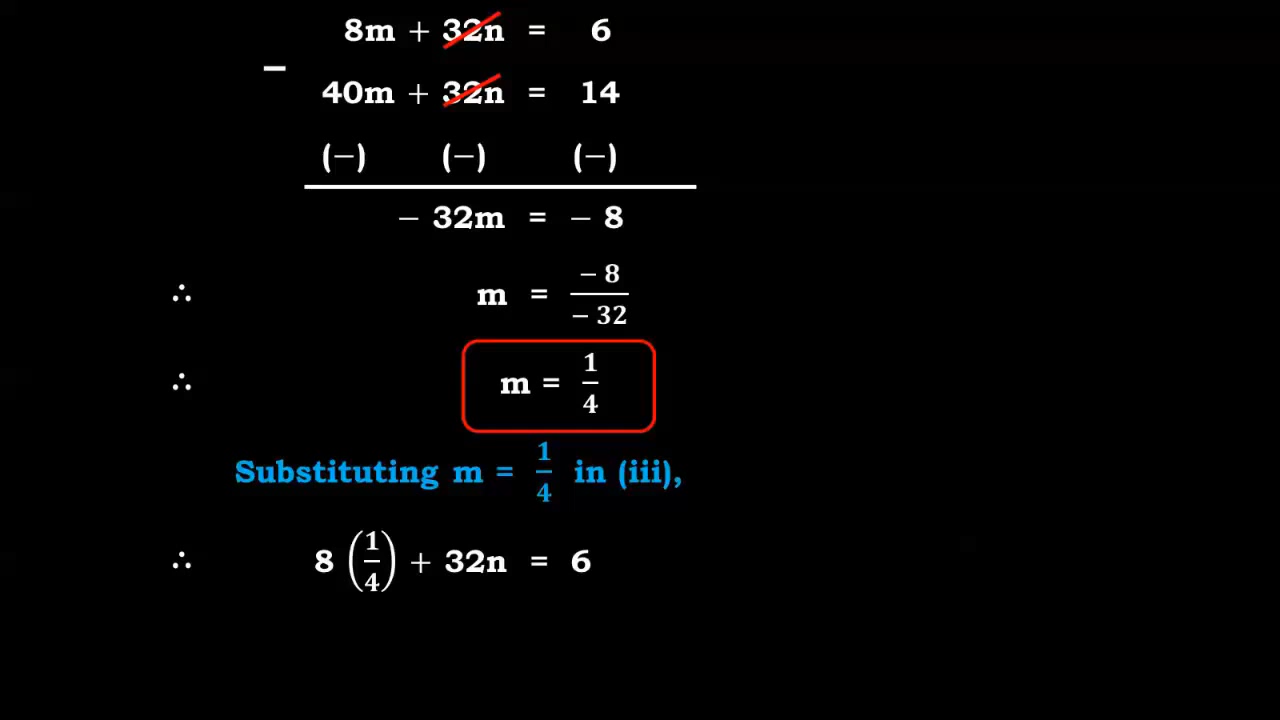 8m + 32n = 6
−
40m + 32n = 14
(−) (−) (−)
− 32m = − 8
∴ m = − 8 / − 32
∴ m = 1/4
Substituting m = 1/4 in (iii),
∴ 8 (1/4) + 32n = 6